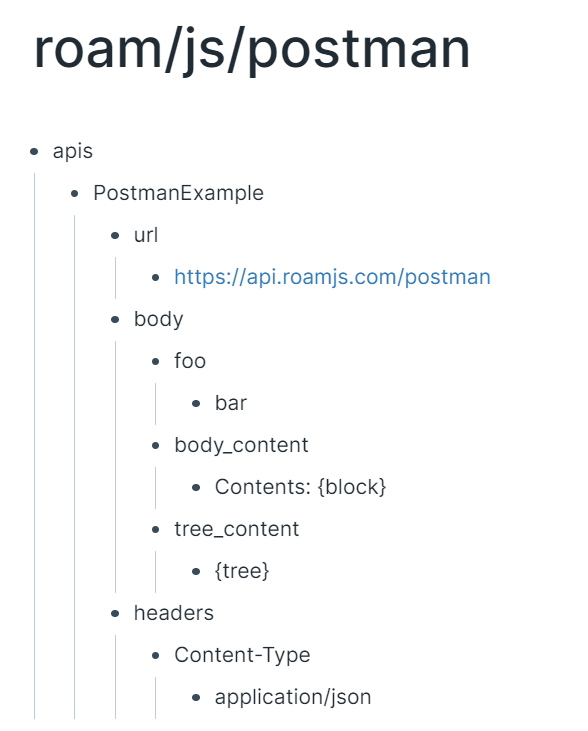 roam/js/postman
apis
PostmanExample
url
https://api.roamjs.com/postman
body
foo
bar
body_content
Contents: {block}
tree_content
{tree}
headers
Content-Type
application/json